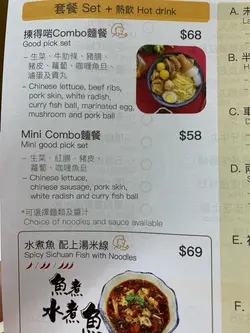 套餐 Set + 熱飲 Hot drink
揀得啱Combo麵餐 $68
Good pick set
- 生菜、牛肋條、豬腸、
豬皮、蘿蔔、咖喱魚旦、
滷蛋及貢丸
- Chinese lettuce, beef ribs,
pork skin, white radish,
curry fish ball, marinated egg,
mushroom and pork ball
Mini Combo麵餐 $58
Mini good pick set
- 生菜、紅腸、豬皮、
蘿蔔、咖喱魚旦
- Chinese lettuce,
chinese sausage, pork skin,
white radish, curry fish ball
*可選擇麵類及醬汁
Choice of noodles and sauce available
水煮魚 配上湯米線 $69
Spicy Sichuan Fish with Noodles
魚煮
水煮魚
A.
B.
C.
D.
E.
F.